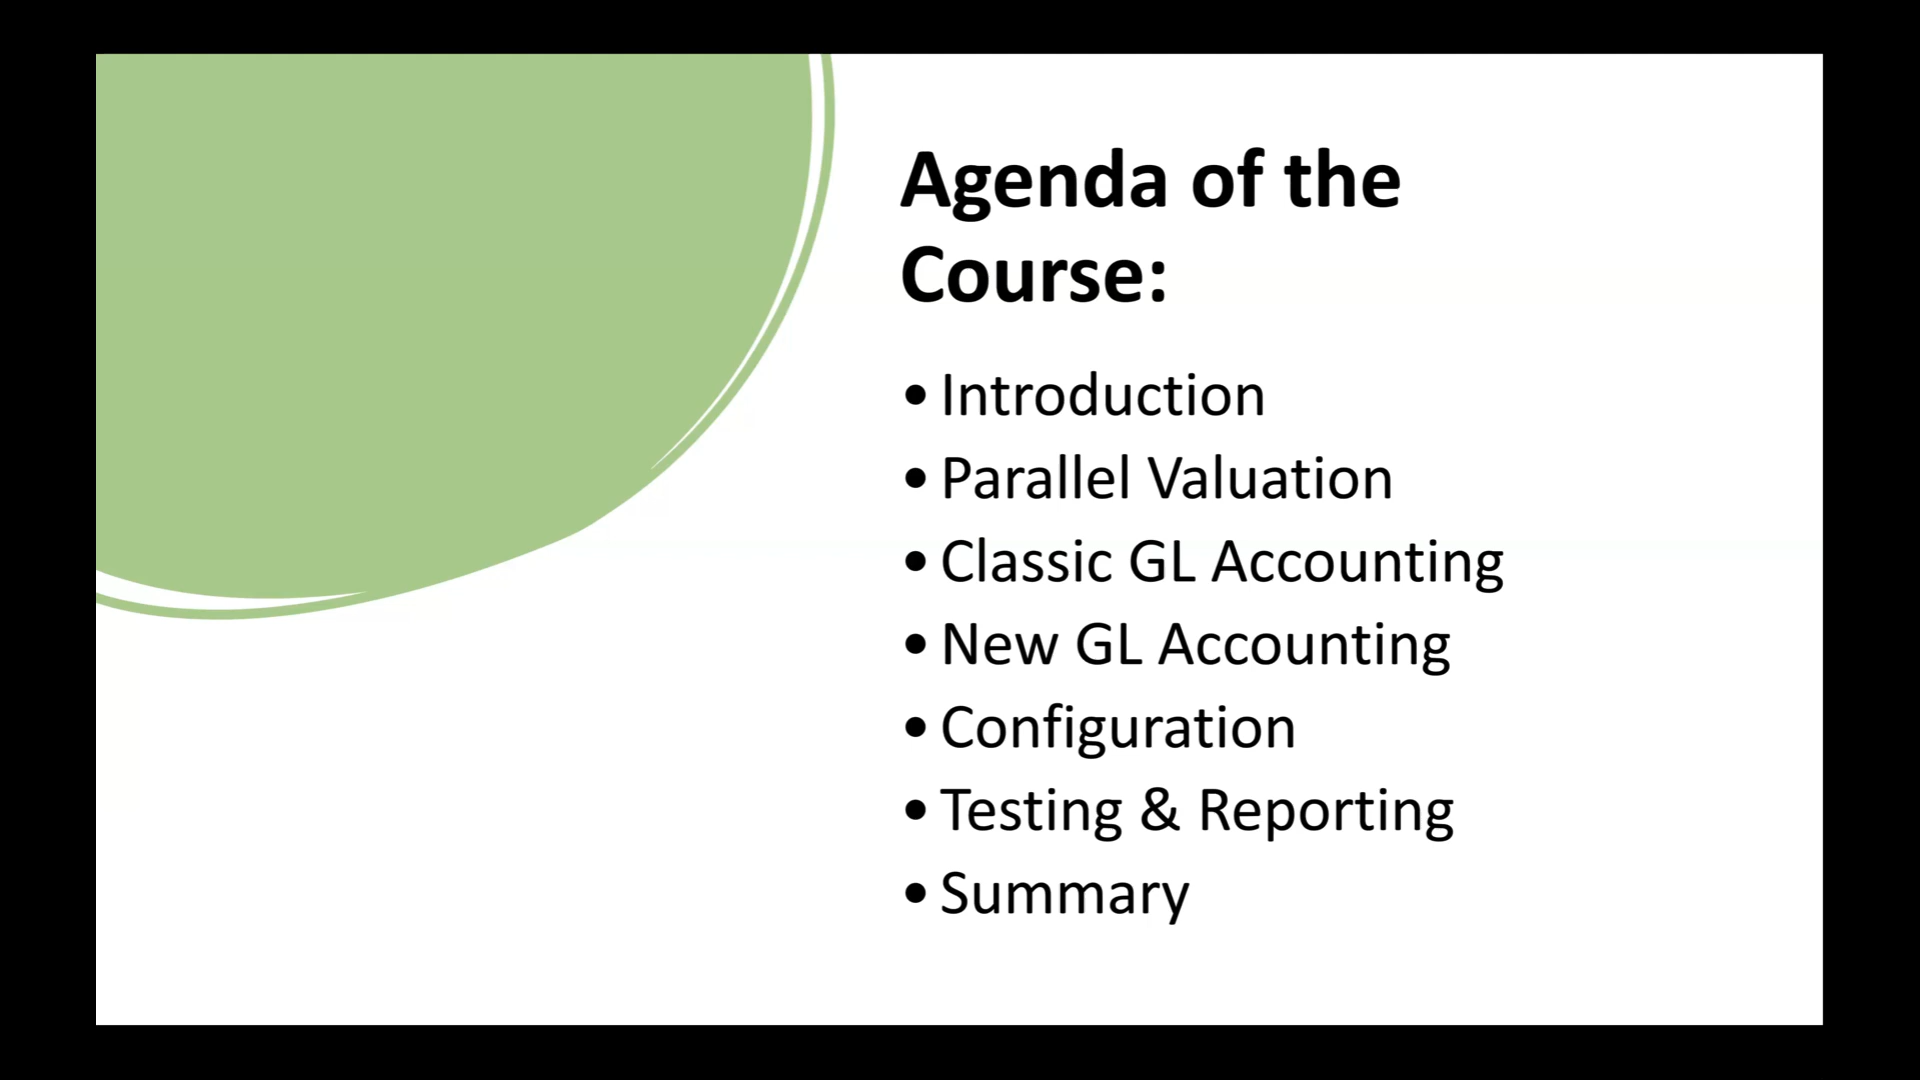 Agenda of the
Course:
• Introduction
• Parallel Valuation
• Classic GL Accounting
• New GL Accounting
• Configuration
• Testing & Reporting
• Summary